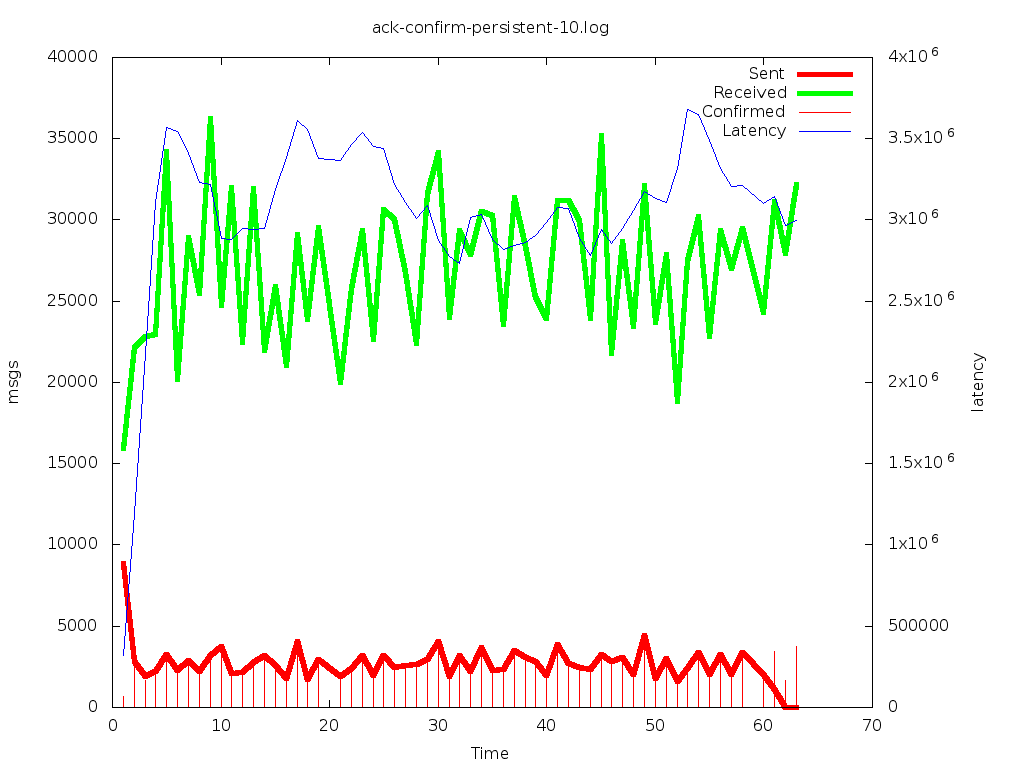 ack-confirm-persistent-10.log
40000
35000
30000
25000
20000
15000
10000
5000
0
msgs
4x10^6
3.5x10^6
3x10^6
2.5x10^6
2x10^6
1.5x10^6
1x10^6
500000
0
latency
Sent
Received
Confirmed
Latency
0 10 20 30 40 50 60 70
Time